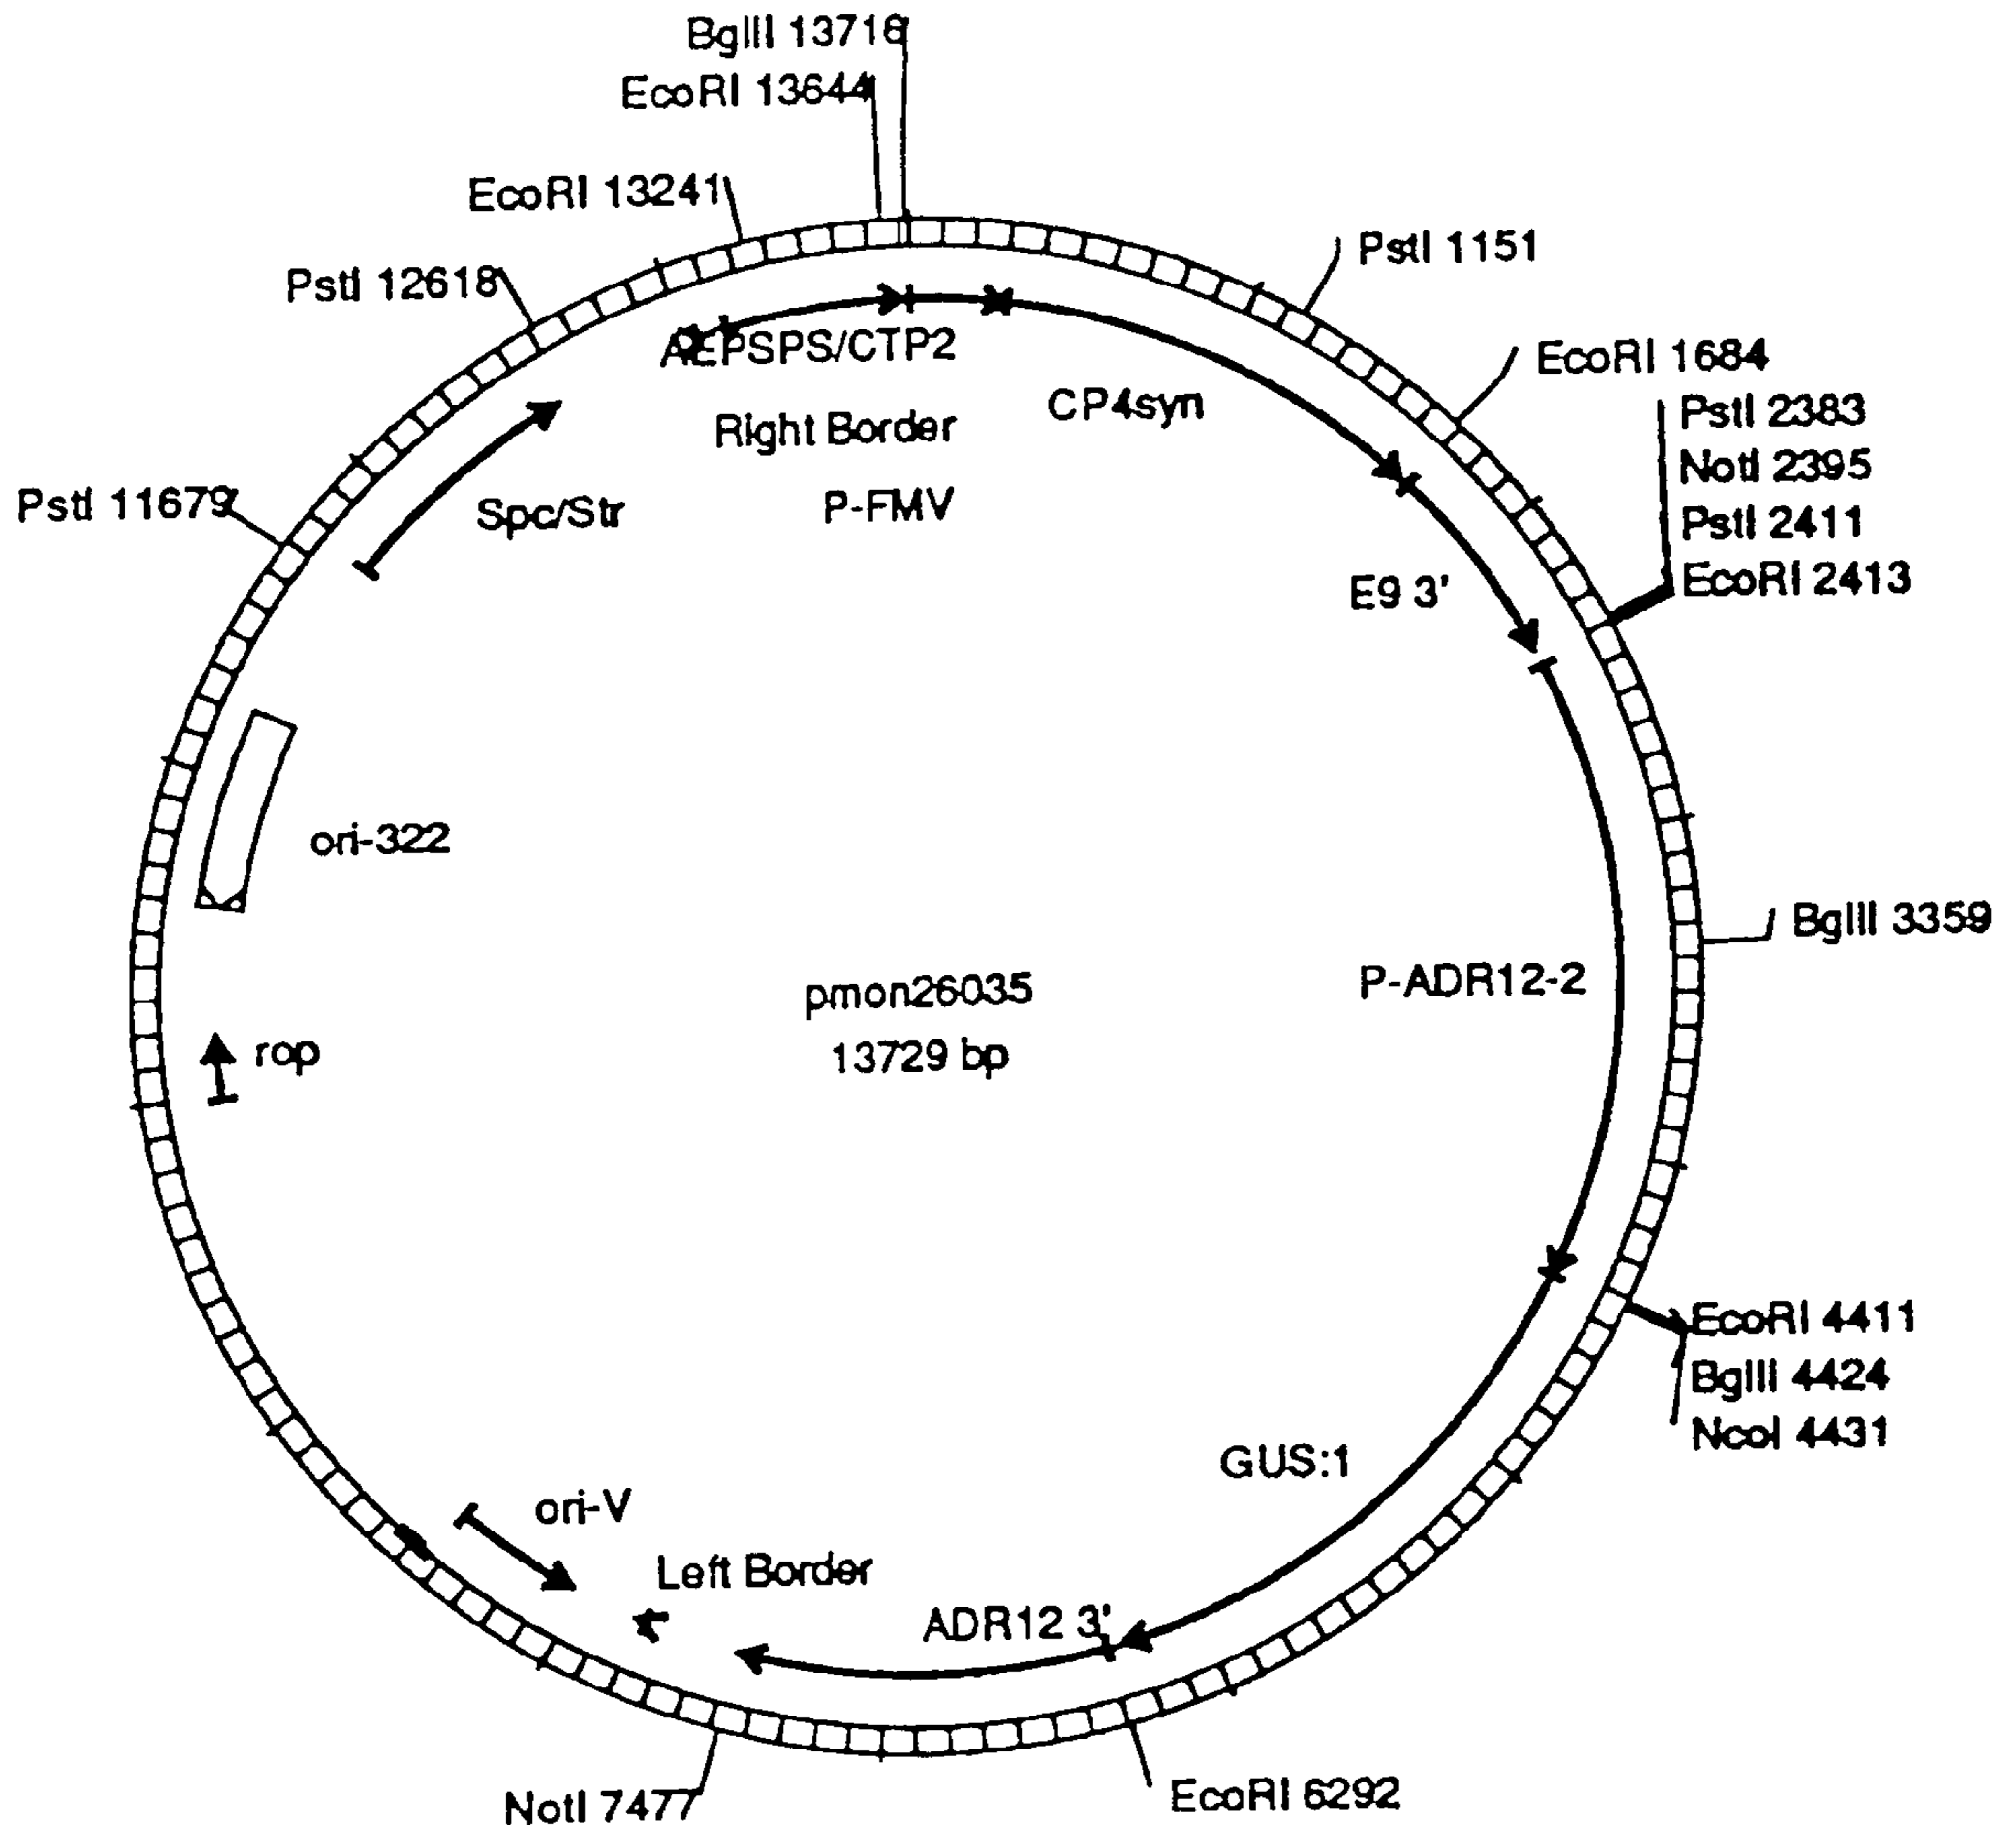 BglII 13716
EcoRI 13644
EcoRI 13241
PstI 12618
PstI 11679
PstI 1151
EcoRI 1684
PstI 2383
NotI 2395
PstI 2411
EcoRI 2413
BglII 3359
EcoRI 4411
BglII 4424
NcoI 4431
EcoRI 6292
NotI 7477
AEPSPS/CTP2
Right Border
P-FMV
CP4syn
Spc/Str
E9 3'
ori-322
rop
pmon26035
13729 bp
P-ADR12-2
GUS:1
ori-V
Left Border
ADR12 3'